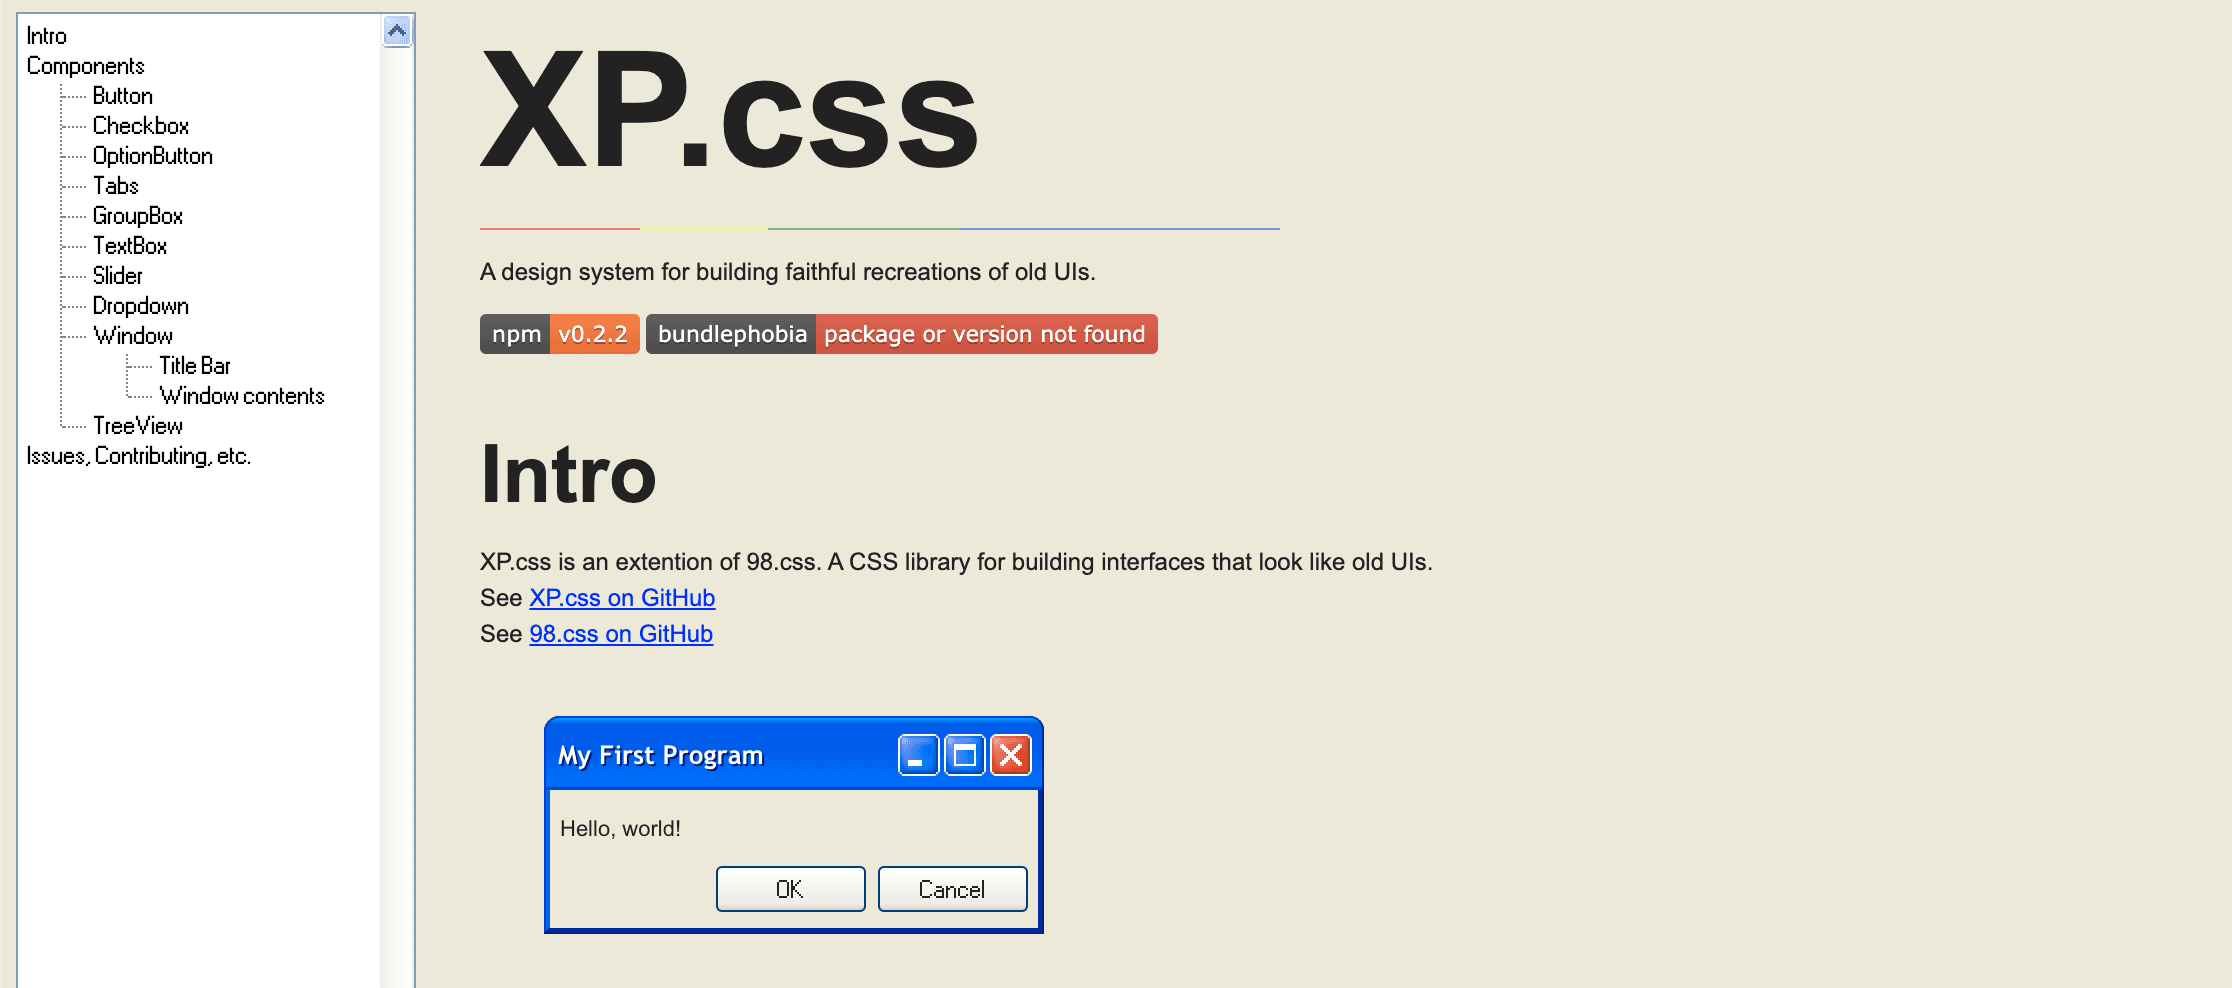 Intro
Components
Button
Checkbox
OptionButton
Tabs
GroupBox
TextBox
Slider
Dropdown
Window
Title Bar
Window contents
TreeView
Issues, Contributing, etc.
XP.css
A design system for building faithful recreations of old UIs.
npm v0.2.2 bundlephobia package or version not found
Intro
XP.css is an extention of 98.css. A CSS library for building interfaces that look like old UIs.
See XP.css on GitHub
See 98.css on GitHub
My First Program
Hello, world!
OK Cancel